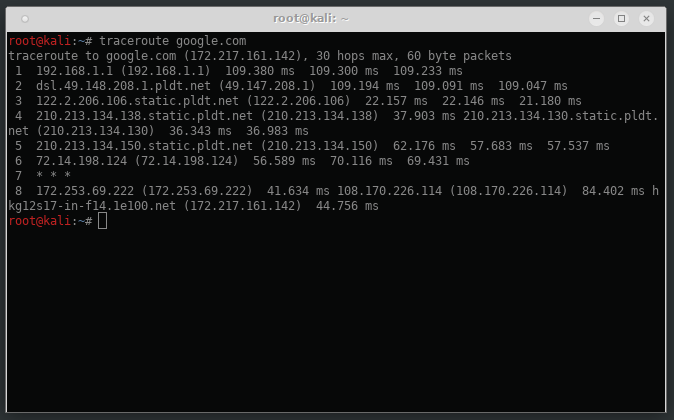 root@kali: ~
root@kali:~# traceroute google.com
traceroute to google.com (172.217.161.142), 30 hops max, 60 byte packets
 1  192.168.1.1 (192.168.1.1)  109.380 ms  109.300 ms  109.233 ms
 2  dsl.49.148.208.1.pldt.net (49.147.208.1)  109.194 ms  109.091 ms  109.047 ms
 3  122.2.206.106.static.pldt.net (122.2.206.106)  22.157 ms  22.146 ms  21.180 ms
 4  210.213.134.138.static.pldt.net (210.213.134.138)  37.903 ms 210.213.134.130.static.pldt.
net (210.213.134.130)  36.343 ms  36.983 ms
 5  210.213.134.150.static.pldt.net (210.213.134.150)  62.176 ms  57.683 ms  57.537 ms
 6  72.14.198.124 (72.14.198.124)  56.589 ms  70.116 ms  69.431 ms
 7  * * *
 8  172.253.69.222 (172.253.69.222)  41.634 ms 108.170.226.114 (108.170.226.114)  84.402 ms h
kg12s17-in-f14.1e100.net (172.217.161.142)  44.756 ms
root@kali:~#